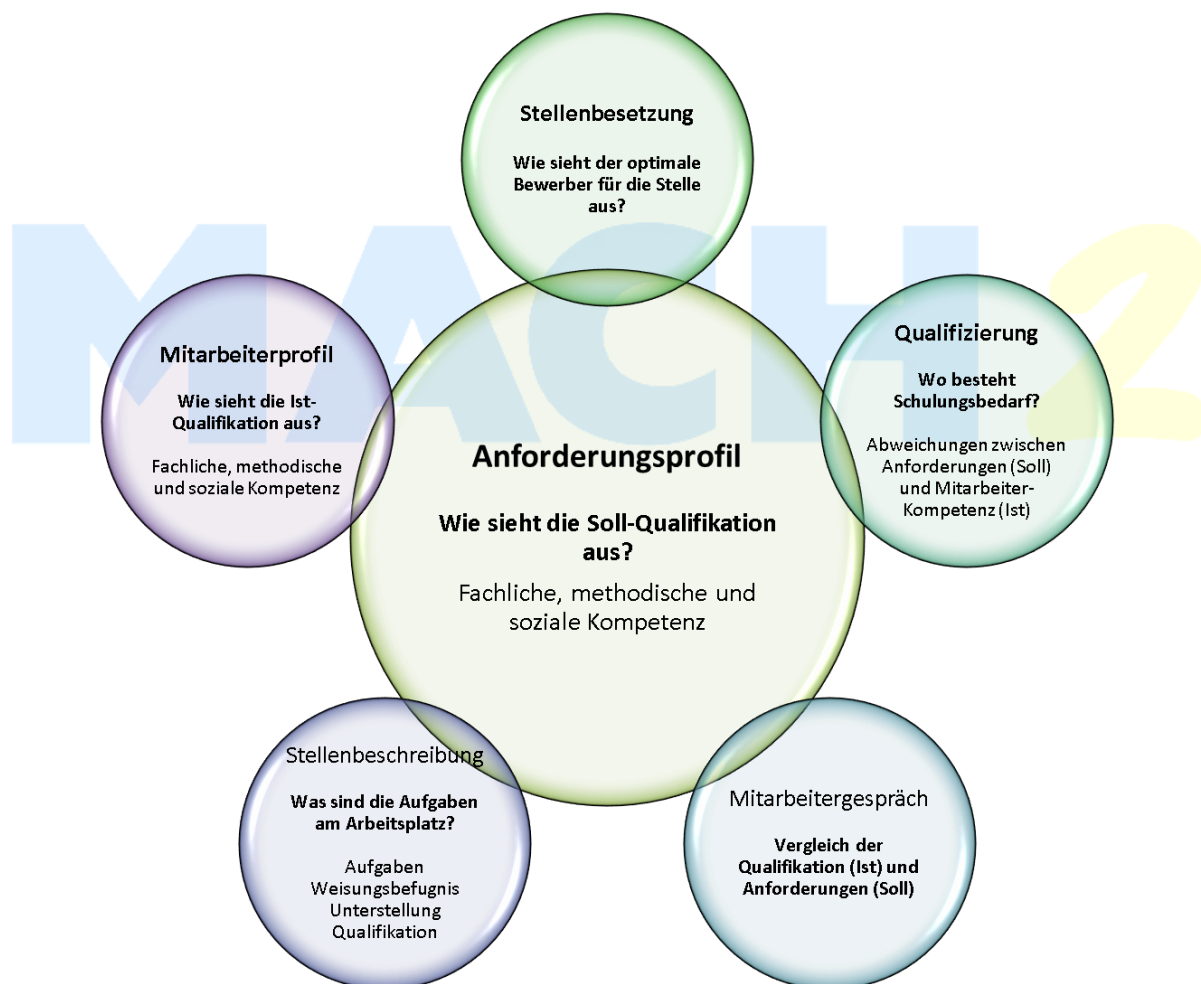 Stellenbesetzung
Wie sieht der optimale
Bewerber für die Stelle
aus?
MACH 2
Mitarbeiterprofil
Wie sieht die Ist-
Qualifikation aus?
Fachliche, methodische
und soziale Kompetenz
Qualifizierung
Wo besteht
Schulungsbedarf?
Abweichungen zwischen
Anforderungen (Soll)
und Mitarbeiter-
Kompetenz (Ist)
Anforderungsprofil
Wie sieht die Soll-Qualifikation
aus?
Fachliche, methodische und
soziale Kompetenz
Stellenbeschreibung
Was sind die Aufgaben
am Arbeitsplatz?
Aufgaben
Weisungsbefugnis
Unterstellung
Qualifikation
Mitarbeitergespräch
Vergleich der
Qualifikation (Ist) und
Anforderungen (Soll)